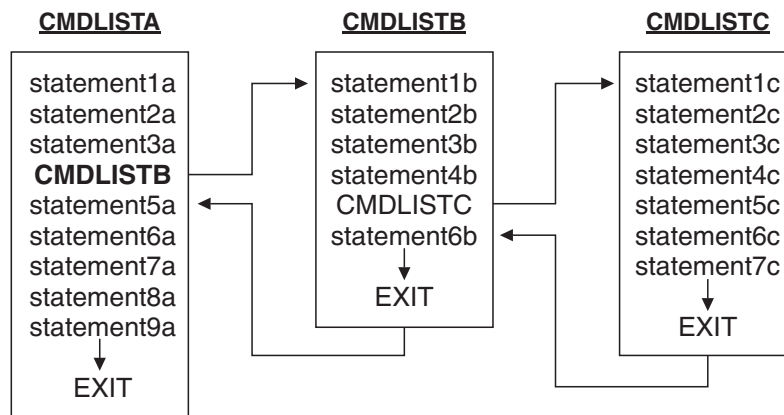 CMDLISTA
statement1a
statement2a
statement3a
CMDLISTB
statement5a
statement6a
statement7a
statement8a
statement9a
EXIT
CMDLISTB
statement1b
statement2b
statement3b
statement4b
CMDLISTC
statement6b
EXIT
CMDLISTC
statement1c
statement2c
statement3c
statement4c
statement5c
statement6c
statement7c
EXIT